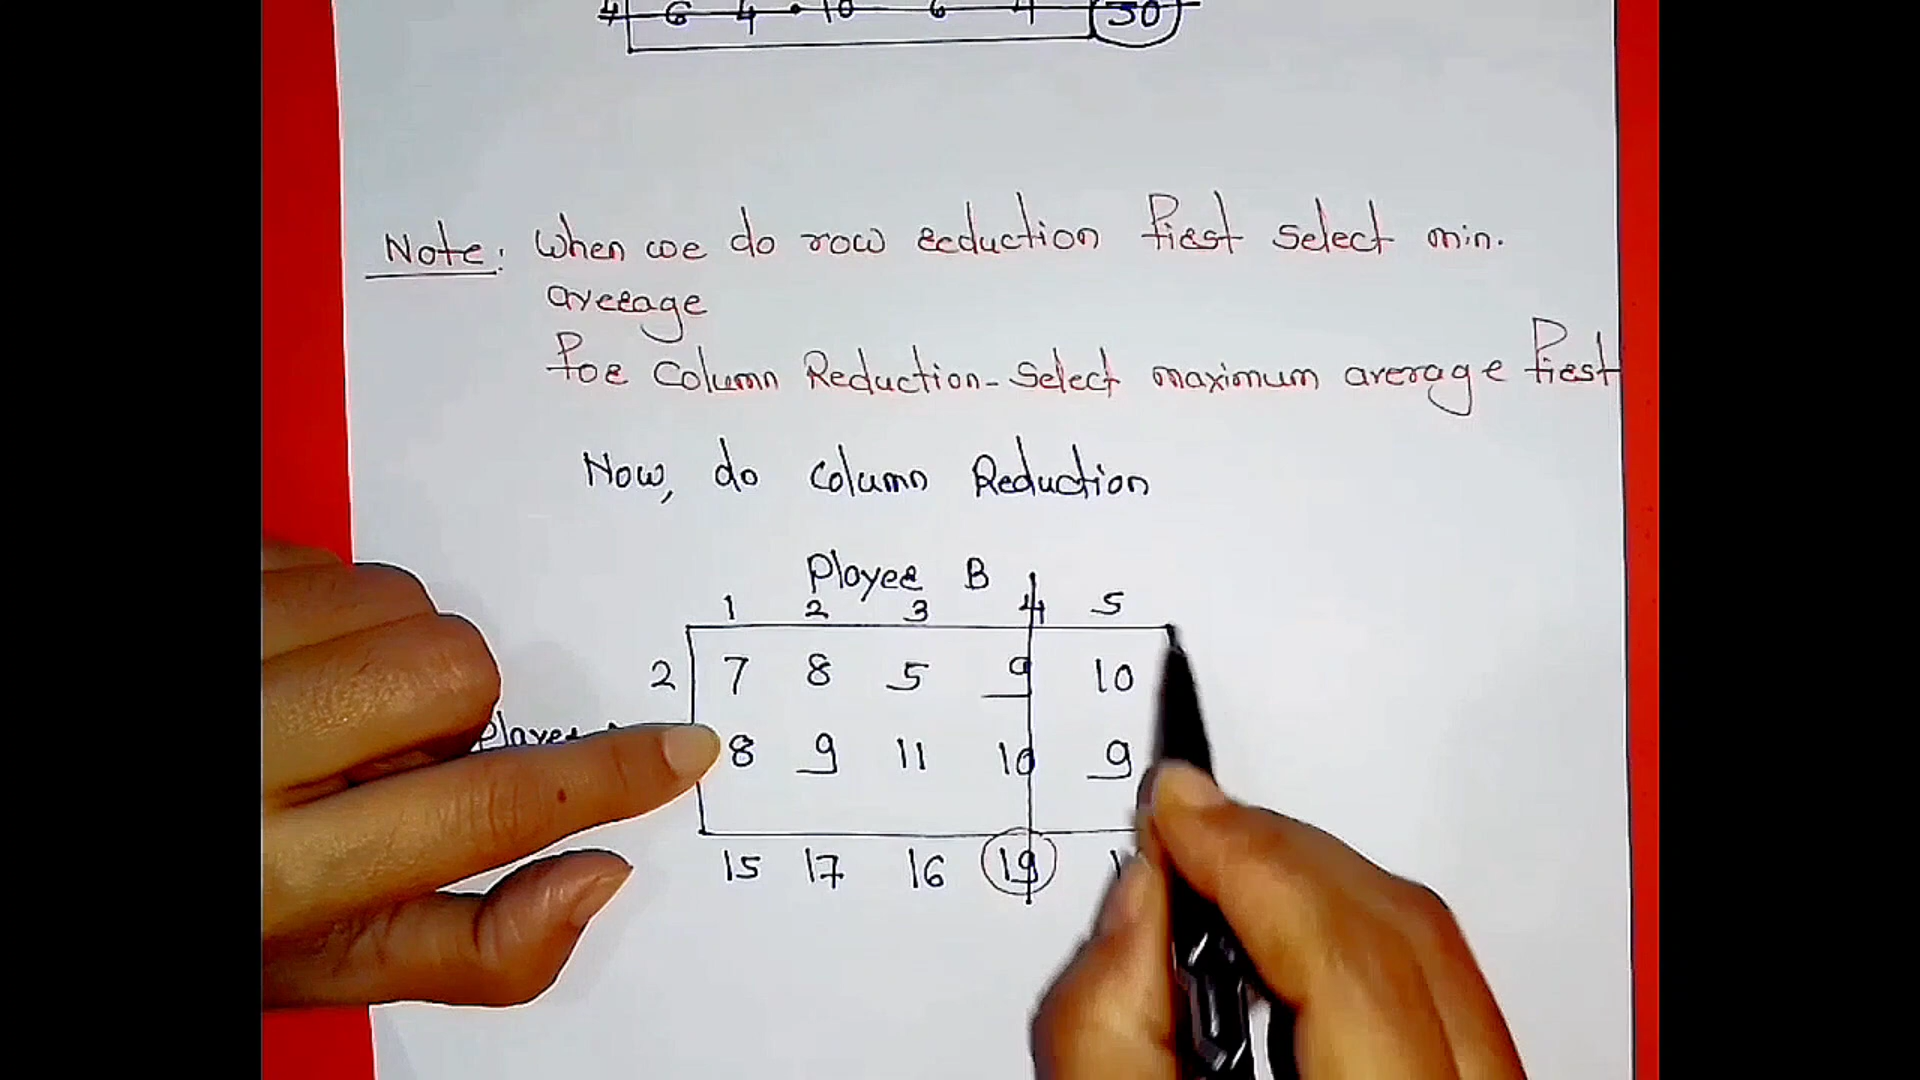 4 6 4 10 6 4 30
Note: When we do row reduction first select min.
average
for Column Reduction - Select maximum average first
Now, do Column Reduction
Player B
1 2 3 4 5
2 7 8 5 9 10
Player
8 9 11 10 9
15 17 16 19